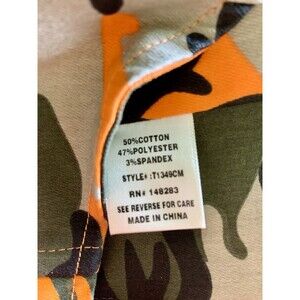 50%COTTON
47%POLYESTER
3%SPANDEX
STYLE# :T1349CM
RN# 148283
SEE REVERSE FOR CARE
MADE IN CHINA